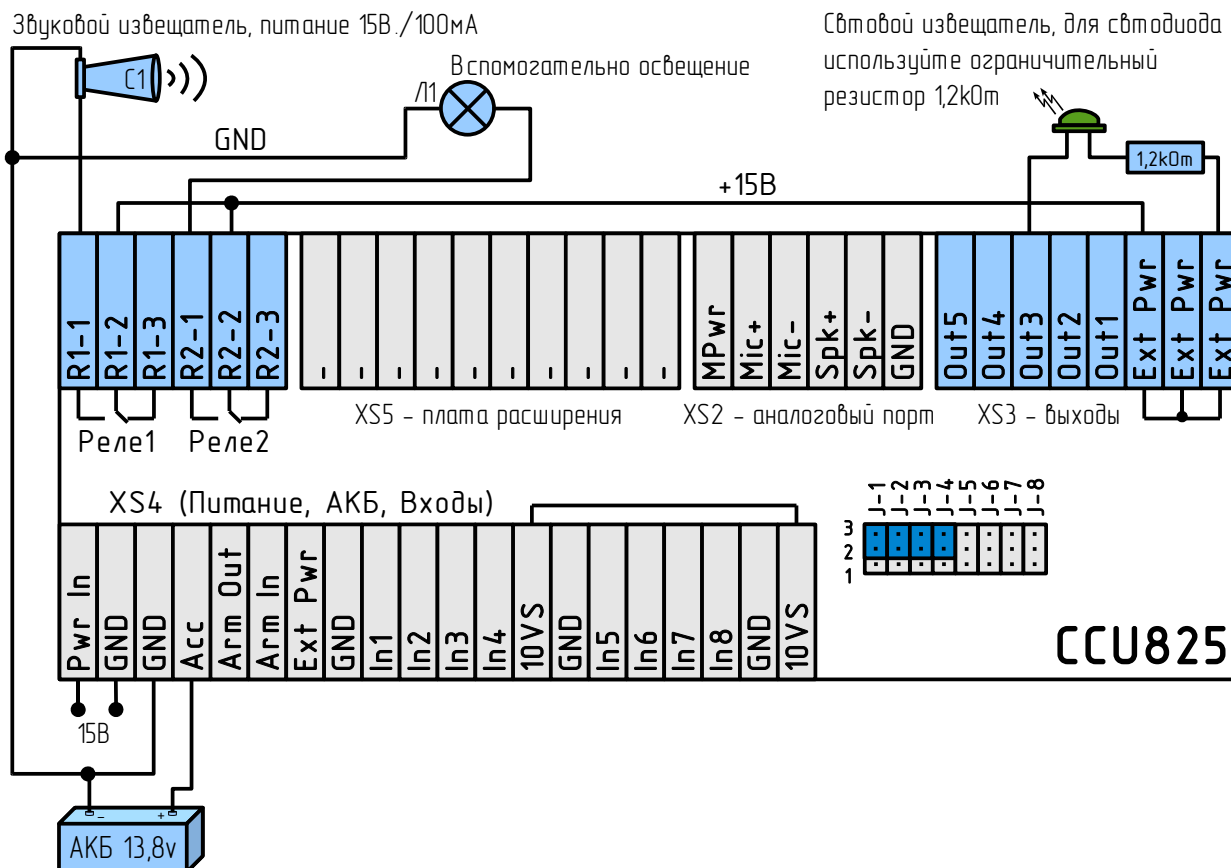 Звуковой извещатель, питание 15В./100мА
Свтовой извещатель, для свтодиода
используйте ограничительный
резистор 1,2kOm
С1
Вспомогательно освещение
Л1
GND
1,2kOm
+15В
R1-1
R1-2
R1-3
R2-1
R2-2
R2-3
-
-
-
-
-
-
-
-
-
-
MPwr
Mic+
Mic-
Spk+
Spk-
GND
Out5
Out4
Out3
Out2
Out1
Ext Pwr
Ext Pwr
Ext Pwr
Реле1
Реле2
XS5 - плата расширения
XS2 - аналоговый порт
XS3 - выходы
XS4 (Питание, АКБ, Входы)
J-1
J-2
J-3
J-4
J-5
J-6
J-7
J-8
3
2
1
Pwr In
GND
GND
Acc
Arm Out
Arm In
Ext Pwr
GND
In1
In2
In3
In4
10VS
GND
In5
In6
In7
In8
GND
10VS
CCU825
15В
- +
АКБ 13,8v